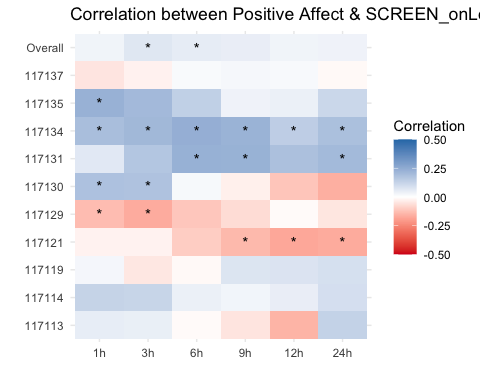 Correlation between Positive Affect & SCREEN_onLo
Overall * *
117137
117135 *
117134 * * * * * *
117131 * * *
117130 * *
117129 * *
117121 * * *
117119
117114
117113
1h 3h 6h 9h 12h 24h
Correlation
0.50
0.25
0.00
-0.25
-0.50